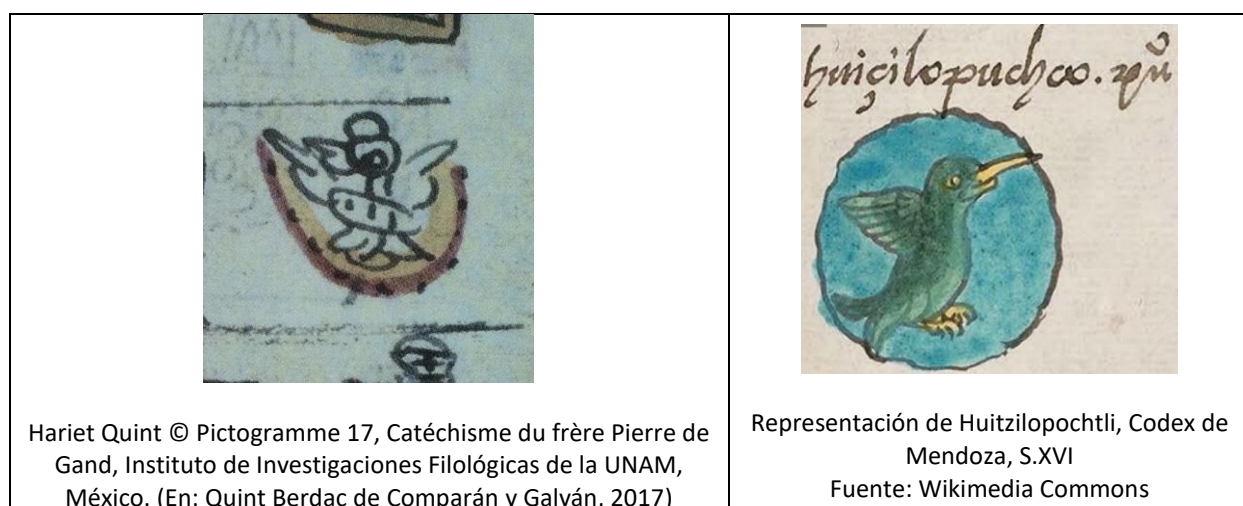 huiçilopuchco. puº
Hariet Quint © Pictogramme 17, Catéchisme du frère Pierre de
Gand, Instituto de Investigaciones Filológicas de la UNAM,
México. (En: Quint Berdac de Comparán y Galván, 2017)
Representación de Huitzilopochtli, Codex de
Mendoza, S.XVI
Fuente: Wikimedia Commons